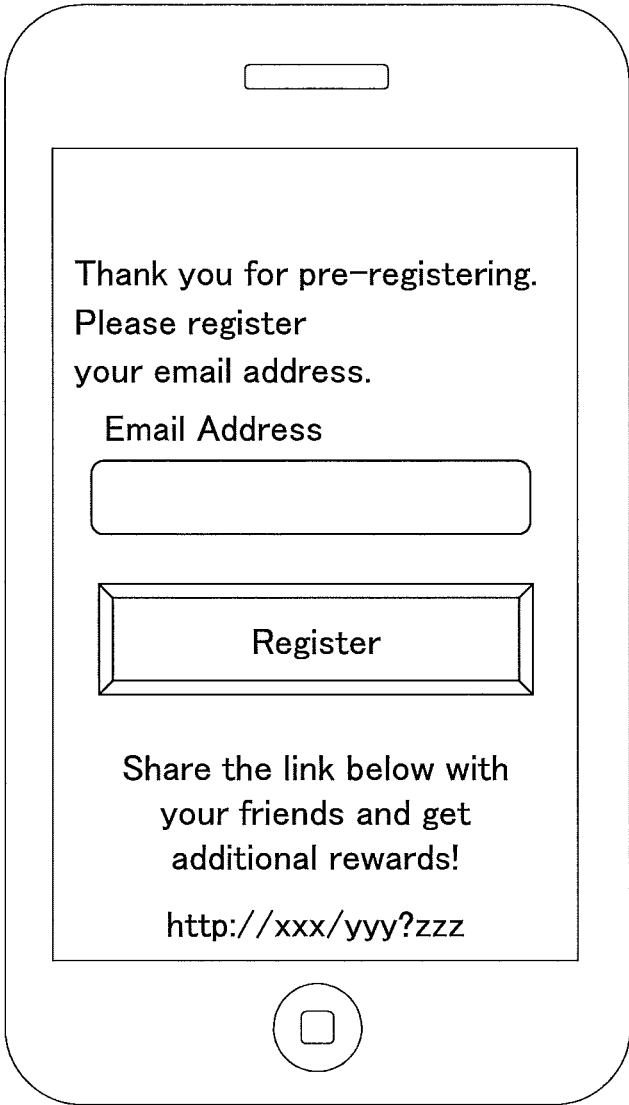 Thank you for pre-registering.
Please register
your email address.
Email Address
Register
Share the link below with
your friends and get
additional rewards!
http://xxx/yyy?zzz